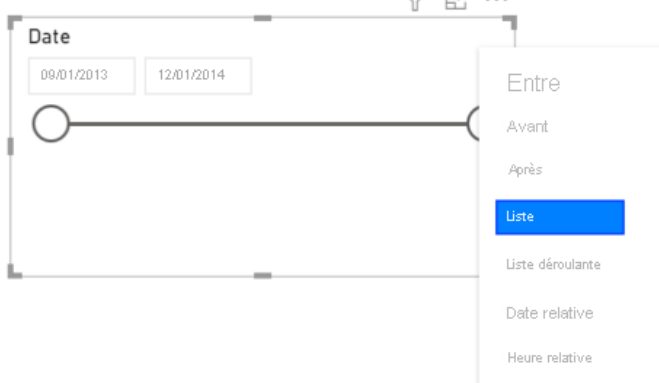 Date
09/01/2013 12/01/2014
Entre
Avant
Après
Liste
Liste déroulante
Date relative
Heure relative